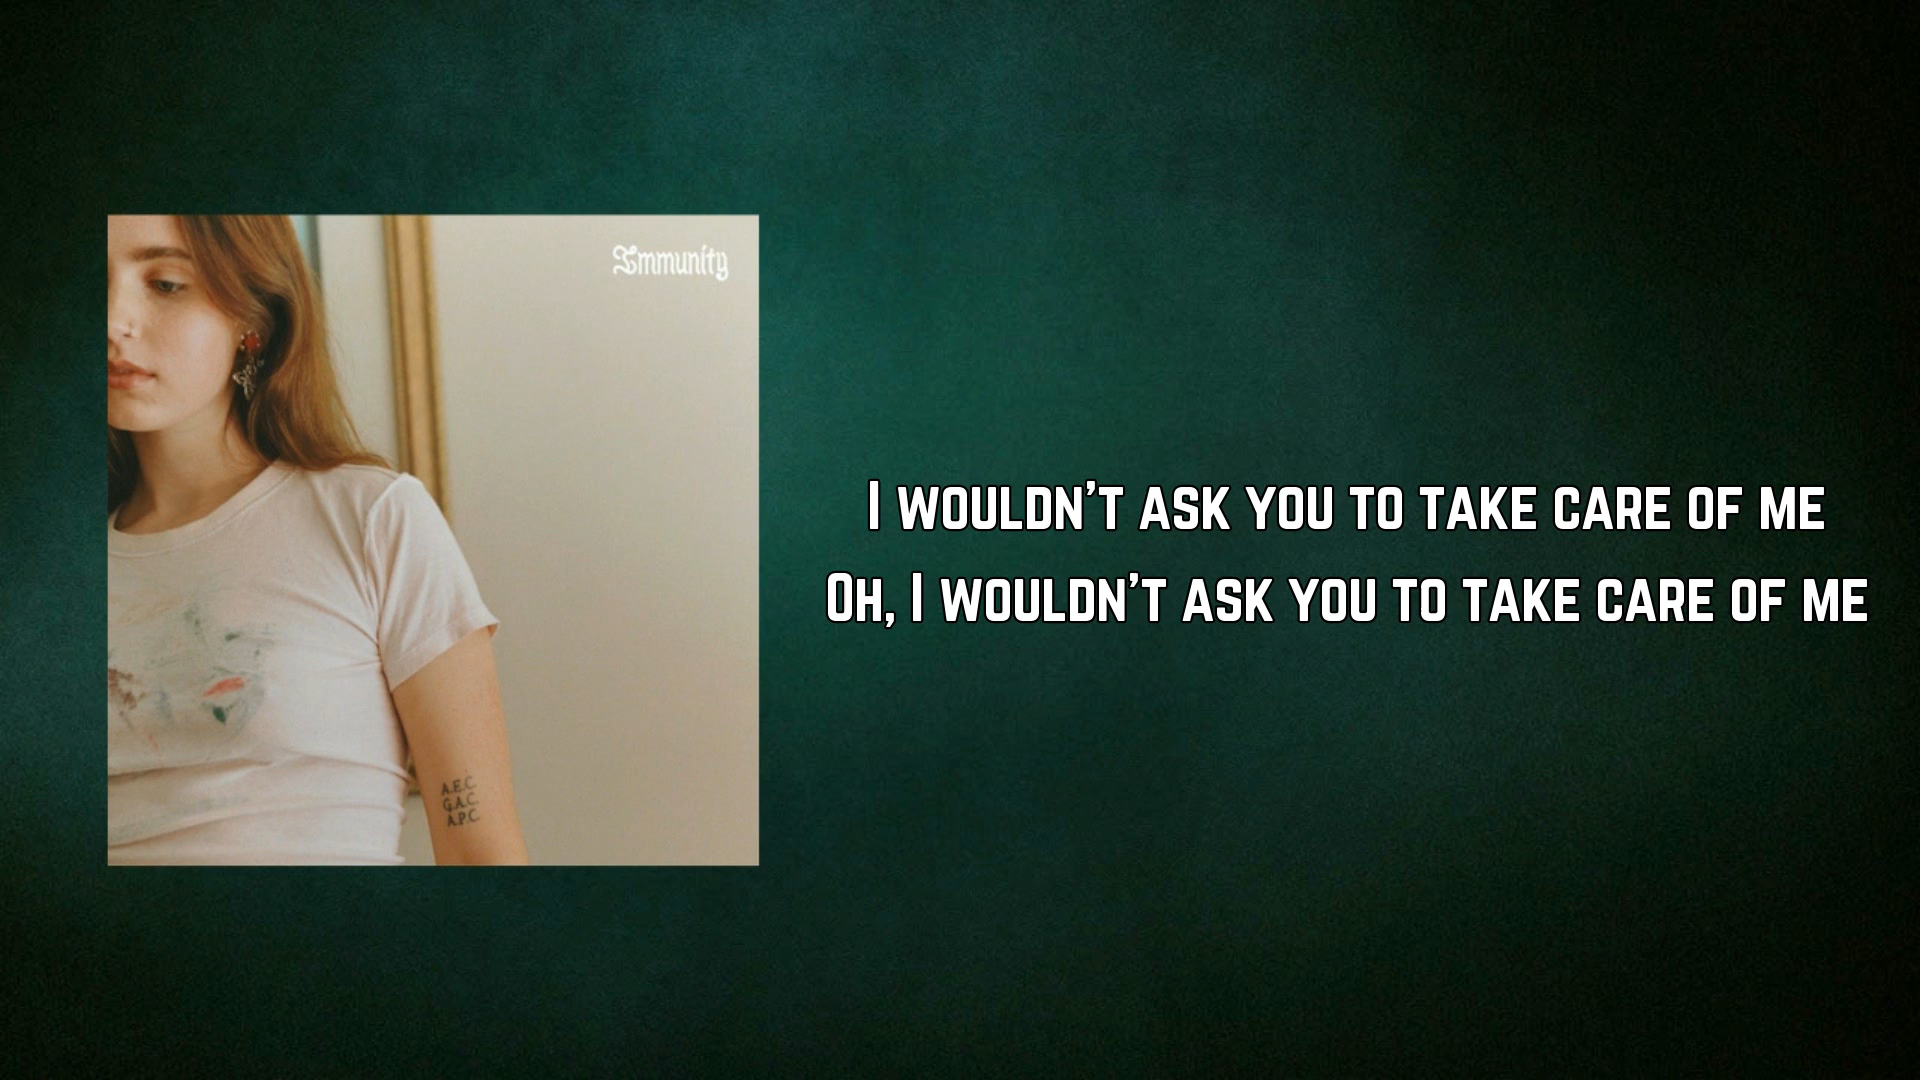 Immunity
I wouldn't ask you to take care of me
Oh, I wouldn't ask you to take care of me
A.E.C.
G.A.C.
A.P.C.